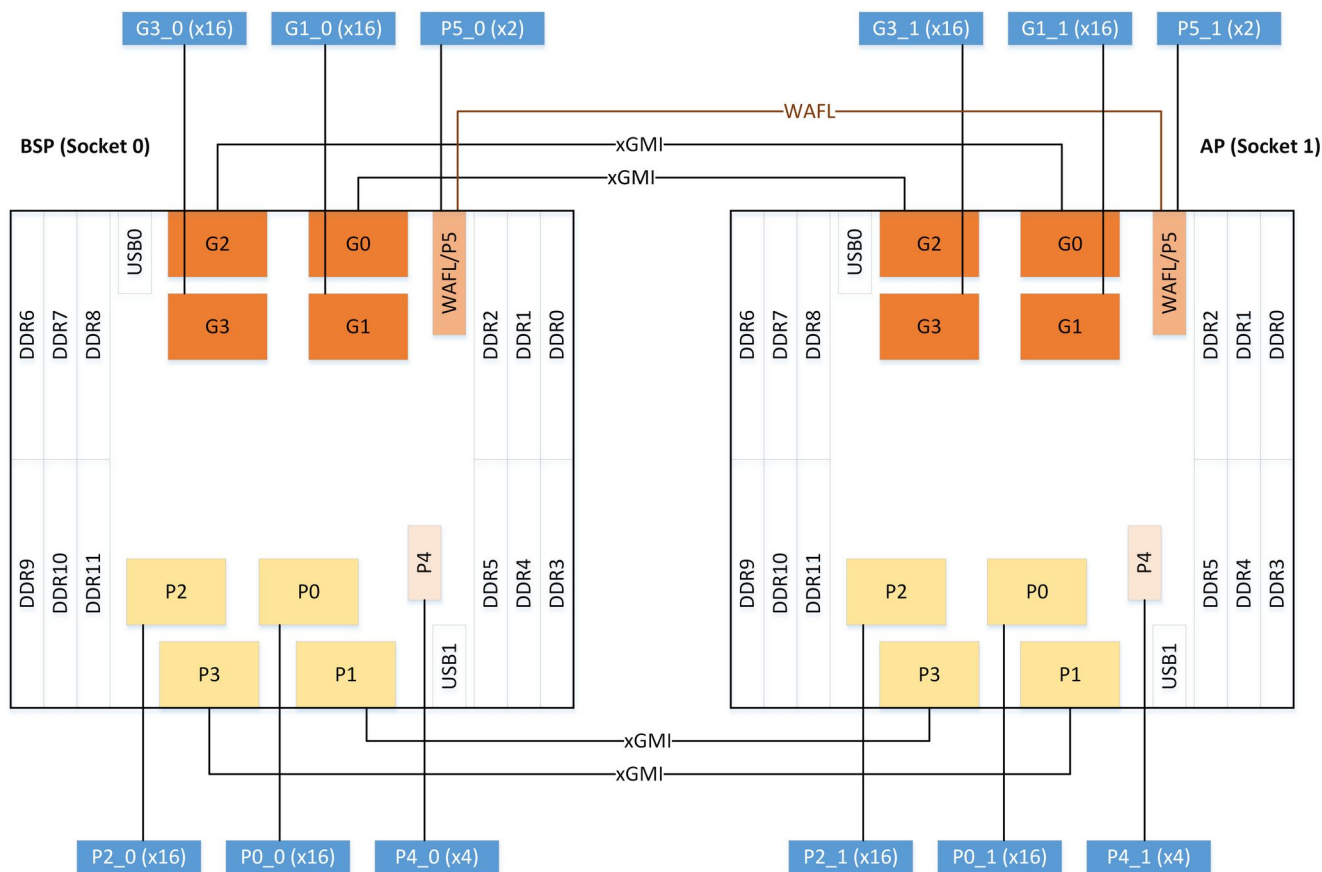 G3_0 (x16)
G1_0 (x16)
P5_0 (x2)
G3_1 (x16)
G1_1 (x16)
P5_1 (x2)
WAFL
BSP (Socket 0)
xGMI
AP (Socket 1)
xGMI
DDR6
DDR7
DDR8
USB0
G2
G0
WAFL/P5
DDR2
DDR1
DDR0
G3
G1
DDR9
DDR10
DDR11
P2
P0
P4
DDR5
DDR4
DDR3
P3
P1
USB1
DDR6
DDR7
DDR8
USB0
G2
G0
WAFL/P5
DDR2
DDR1
DDR0
G3
G1
DDR9
DDR10
DDR11
P2
P0
P4
DDR5
DDR4
DDR3
P3
P1
USB1
xGMI
xGMI
P2_0 (x16)
P0_0 (x16)
P4_0 (x4)
P2_1 (x16)
P0_1 (x16)
P4_1 (x4)